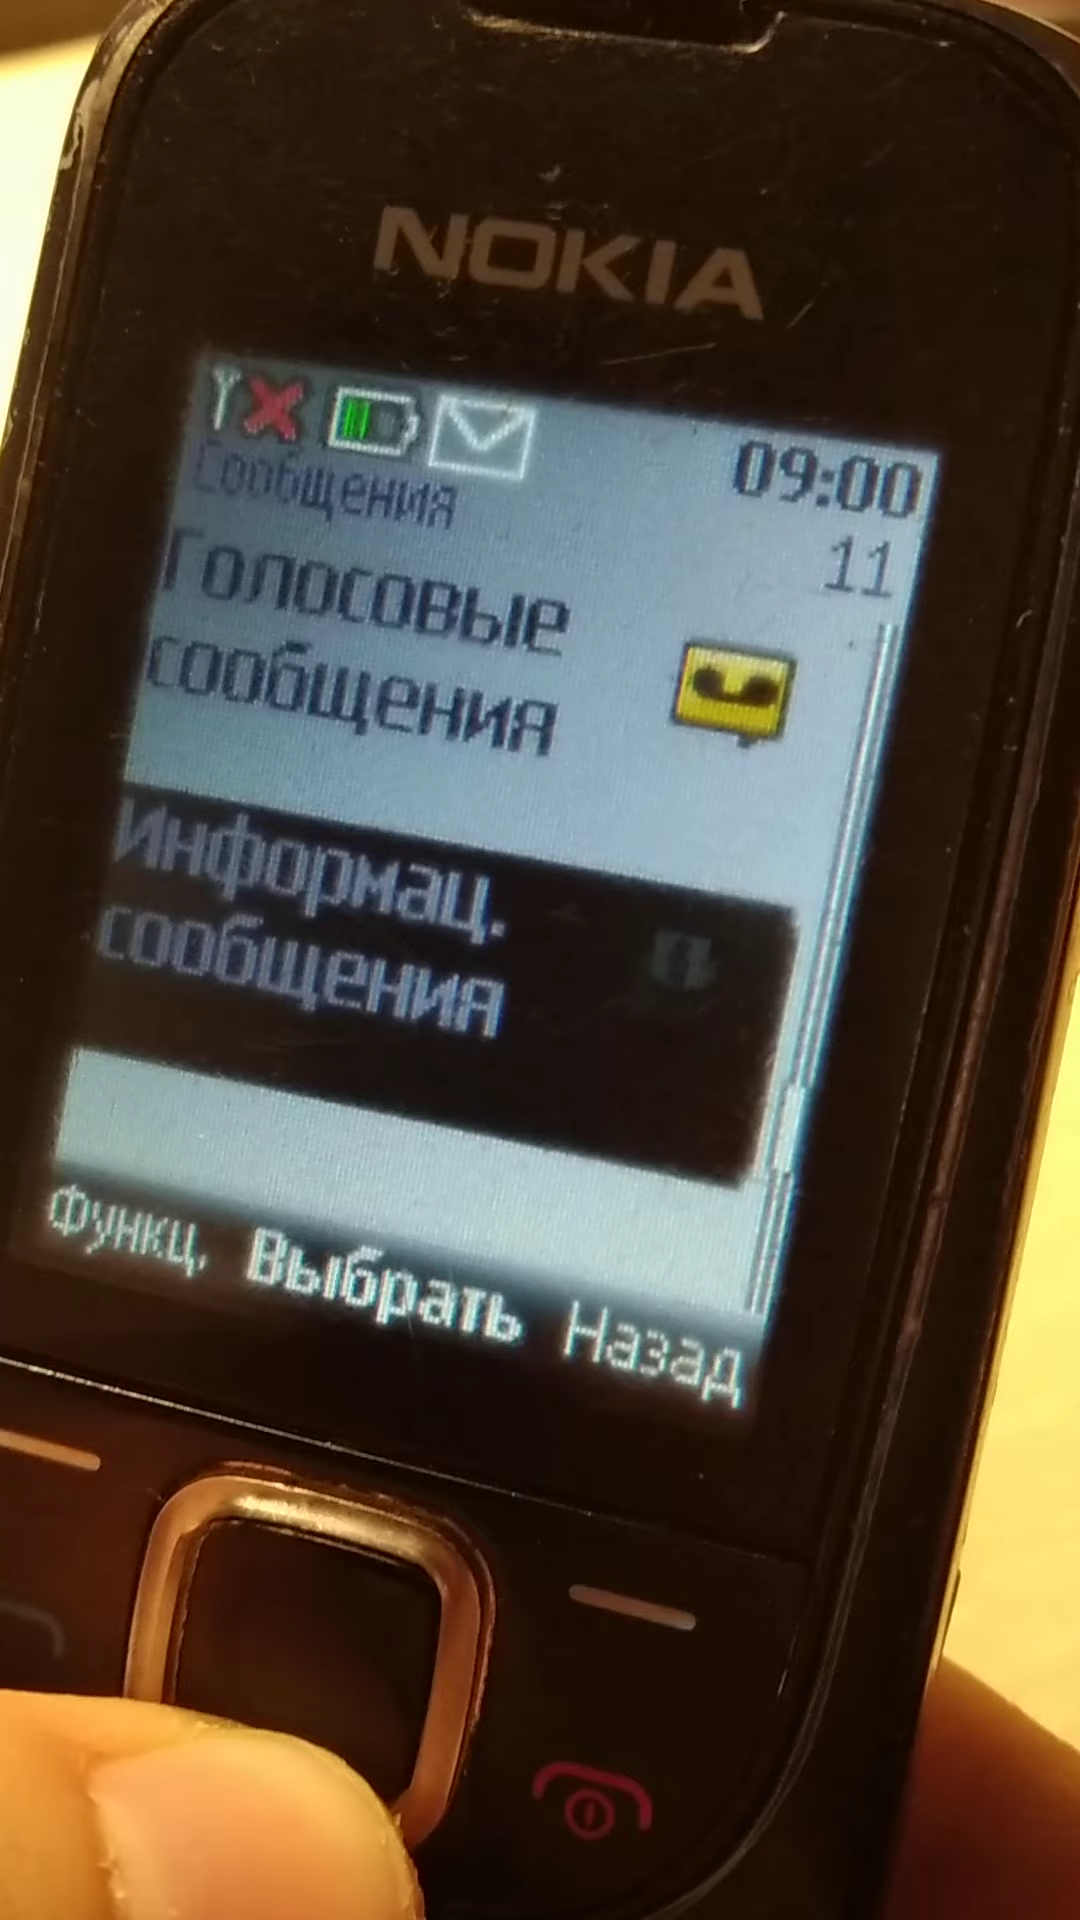 NOKIA
09:00
Сообщения
11
Голосовые
сообщения
Информац.
сообщения
Функц. Выбрать Назад